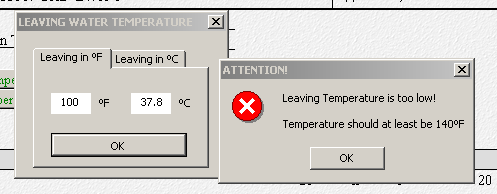 LEAVING WATER TEMPERATURE
Leaving in ºF
Leaving in ºC
100 ºF 37.8 ºC
OK
ATTENTION!
Leaving Temperature is too low!
Temperature should at least be 140ºF
OK
20